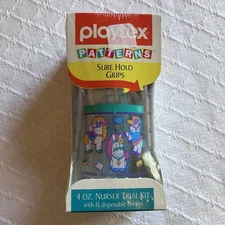 playtex
PATTERNS
SURE HOLD
GRIPS
4 OZ. NURSER TRIAL KIT
with 15 disposable bottles